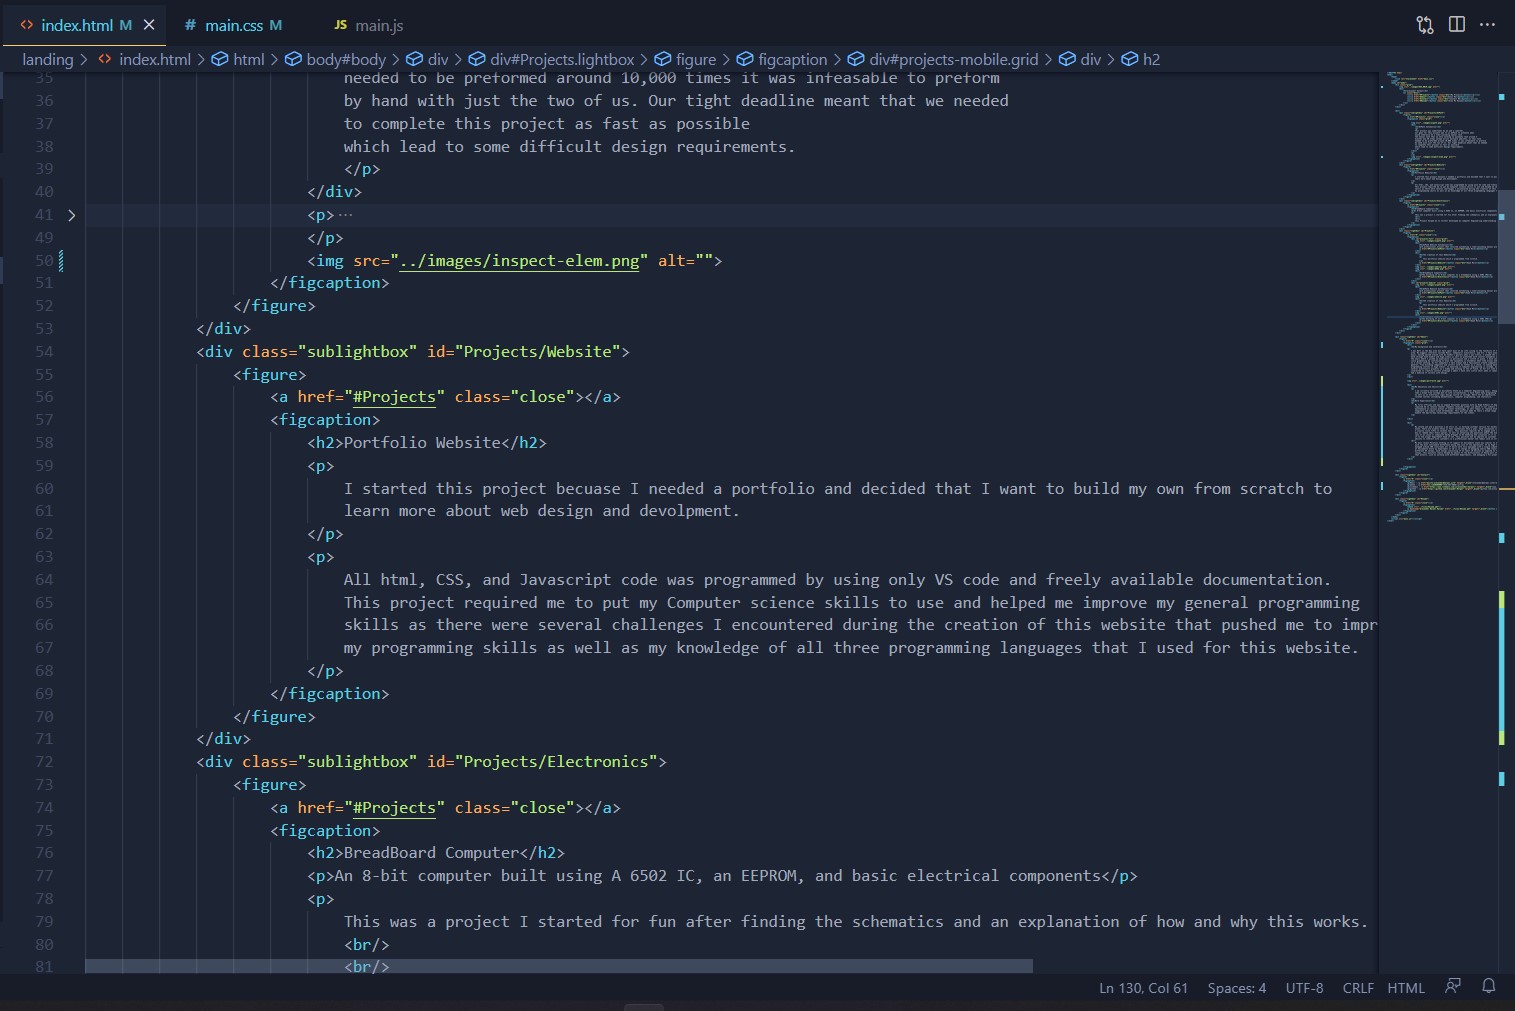 index.html M
# main.css M
JS main.js
landing > index.html > html > body#body > div > div#Projects.lightbox > figure > figcaption > div#projects-mobile.grid > div > h2
35 needed to be preformed around 10,000 times it was infeasable to preform
36 by hand with just the two of us. Our tight deadline meant that we needed
37 to complete this project as fast as possible
38 which lead to some difficult design requirements.
39 </p>
40 </div>
41 <p>...
49 </p>
50 <img src="../images/inspect-elem.png" alt="">
51 </figcaption>
52 </figure>
53 </div>
54 <div class="sublightbox" id="Projects/Website">
55 <figure>
56 <a href="#Projects" class="close"></a>
57 <figcaption>
58 <h2>Portfolio Website</h2>
59 <p>
60 I started this project becuase I needed a portfolio and decided that I want to build my own from scratch to
61 learn more about web design and devolpment.
62 </p>
63 <p>
64 All html, CSS, and Javascript code was programmed by using only VS code and freely available documentation.
65 This project required me to put my Computer science skills to use and helped me improve my general programming
66 skills as there were several challenges I encountered during the creation of this website that pushed me to impr
67 my programming skills as well as my knowledge of all three programming languages that I used for this website.
68 </p>
69 </figcaption>
70 </figure>
71 </div>
72 <div class="sublightbox" id="Projects/Electronics">
73 <figure>
74 <a href="#Projects" class="close"></a>
75 <figcaption>
76 <h2>BreadBoard Computer</h2>
77 <p>An 8-bit computer built using A 6502 IC, an EEPROM, and basic electrical components</p>
78 <p>
79 This was a project I started for fun after finding the schematics and an explanation of how and why this works.
80 <br/>
81 <br/>
Ln 130, Col 61 Spaces: 4 UTF-8 CRLF HTML